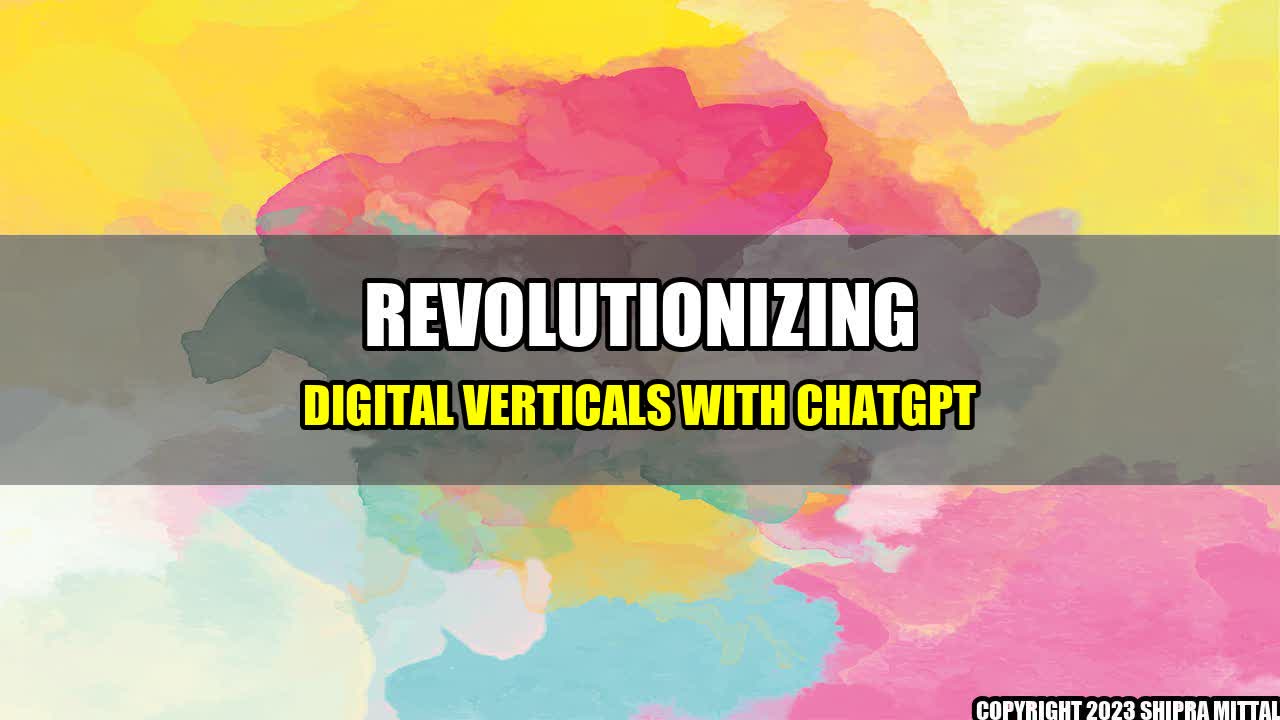 REVOLUTIONIZING
DIGITAL VERTICALS WITH CHATGPT
COPYRIGHT 2023 SHIPRA MITTAL